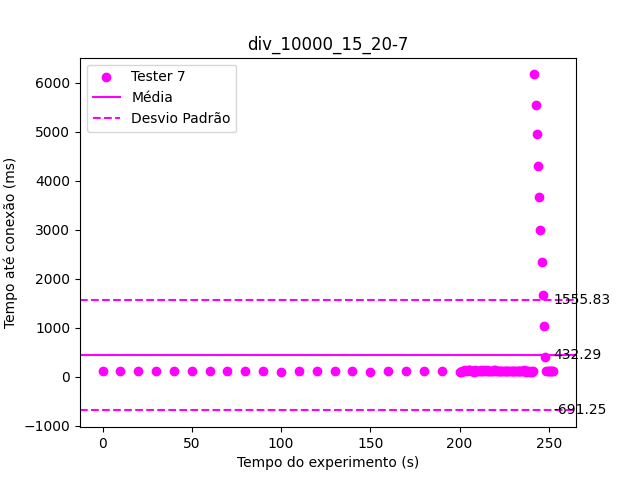 div_10000_15_20-7
Tester 7
Média
Desvio Padrão
Tempo até conexão (ms)
6000
5000
4000
3000
2000
1000
0
−1000
1555.83
432.29
-691.25
0 50 100 150 200 250
Tempo do experimento (s)